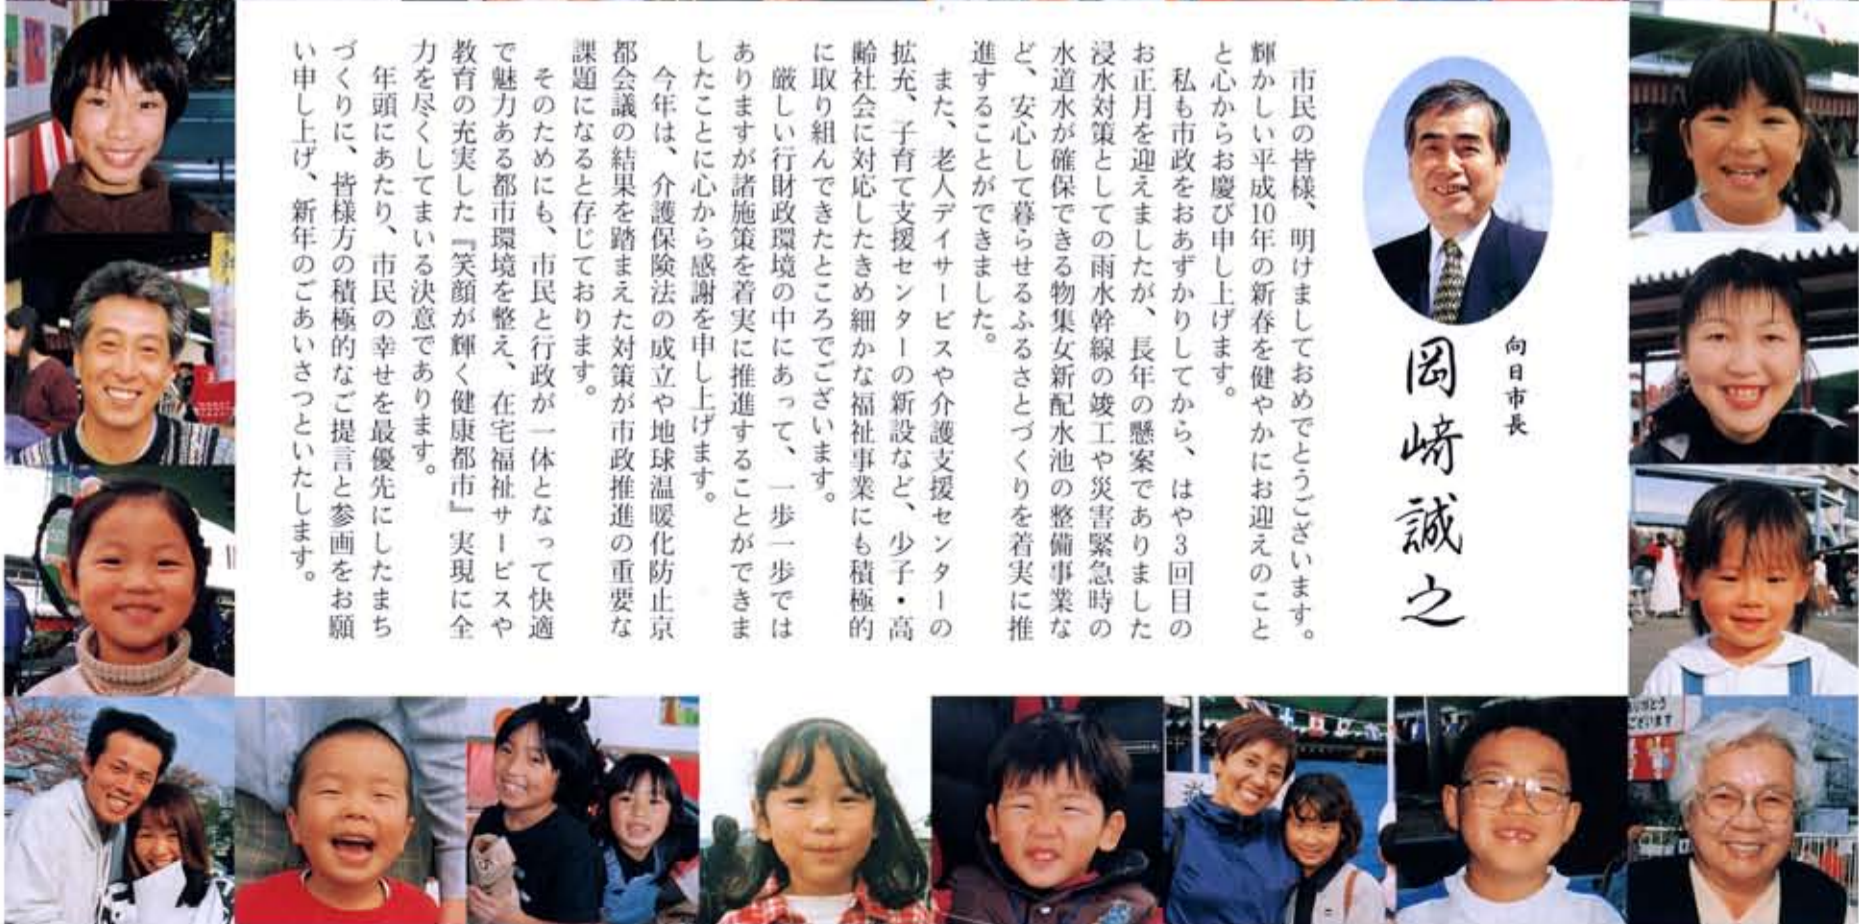 向日市長
岡﨑誠之
市民の皆様、明けましておめでとうございます。
輝かしい平成10年の新春を健やかにお迎えのこと
と心からお慶び申し上げます。
私も市政をおあずかりしてから、はや3回目の
お正月を迎えましたが、長年の懸案でありました
浸水対策としての雨水幹線の竣工や災害緊急時の
水道水が確保できる物集女新配水池の整備事業な
ど、安心して暮らせるふるさとづくりを着実に推
進することができました。
また、老人デイサービスや介護支援センターの
拡充、子育て支援センターの新設など、少子・高
齢社会に対応したきめ細かな福祉事業にも積極的
に取り組んできたところでございます。
厳しい行財政環境の中にあって、一歩一歩では
ありますが諸施策を着実に推進することができま
したことに心から感謝を申し上げます。
今年は、介護保険法の成立や地球温暖化防止京
都会議の結果を踏まえた対策が市政推進の重要な
課題になると存じております。
そのためにも、市民と行政が一体となって快適
で魅力ある都市環境を整え、在宅福祉サービスや
教育の充実した『笑顔が輝く健康都市』実現に全
力を尽くしてまいる決意であります。
年頭にあたり、市民の幸せを最優先にしたまち
づくりに、皆様方の積極的なご提言と参画をお願
い申し上げ、新年のごあいさつといたします。
りがとう
ございます